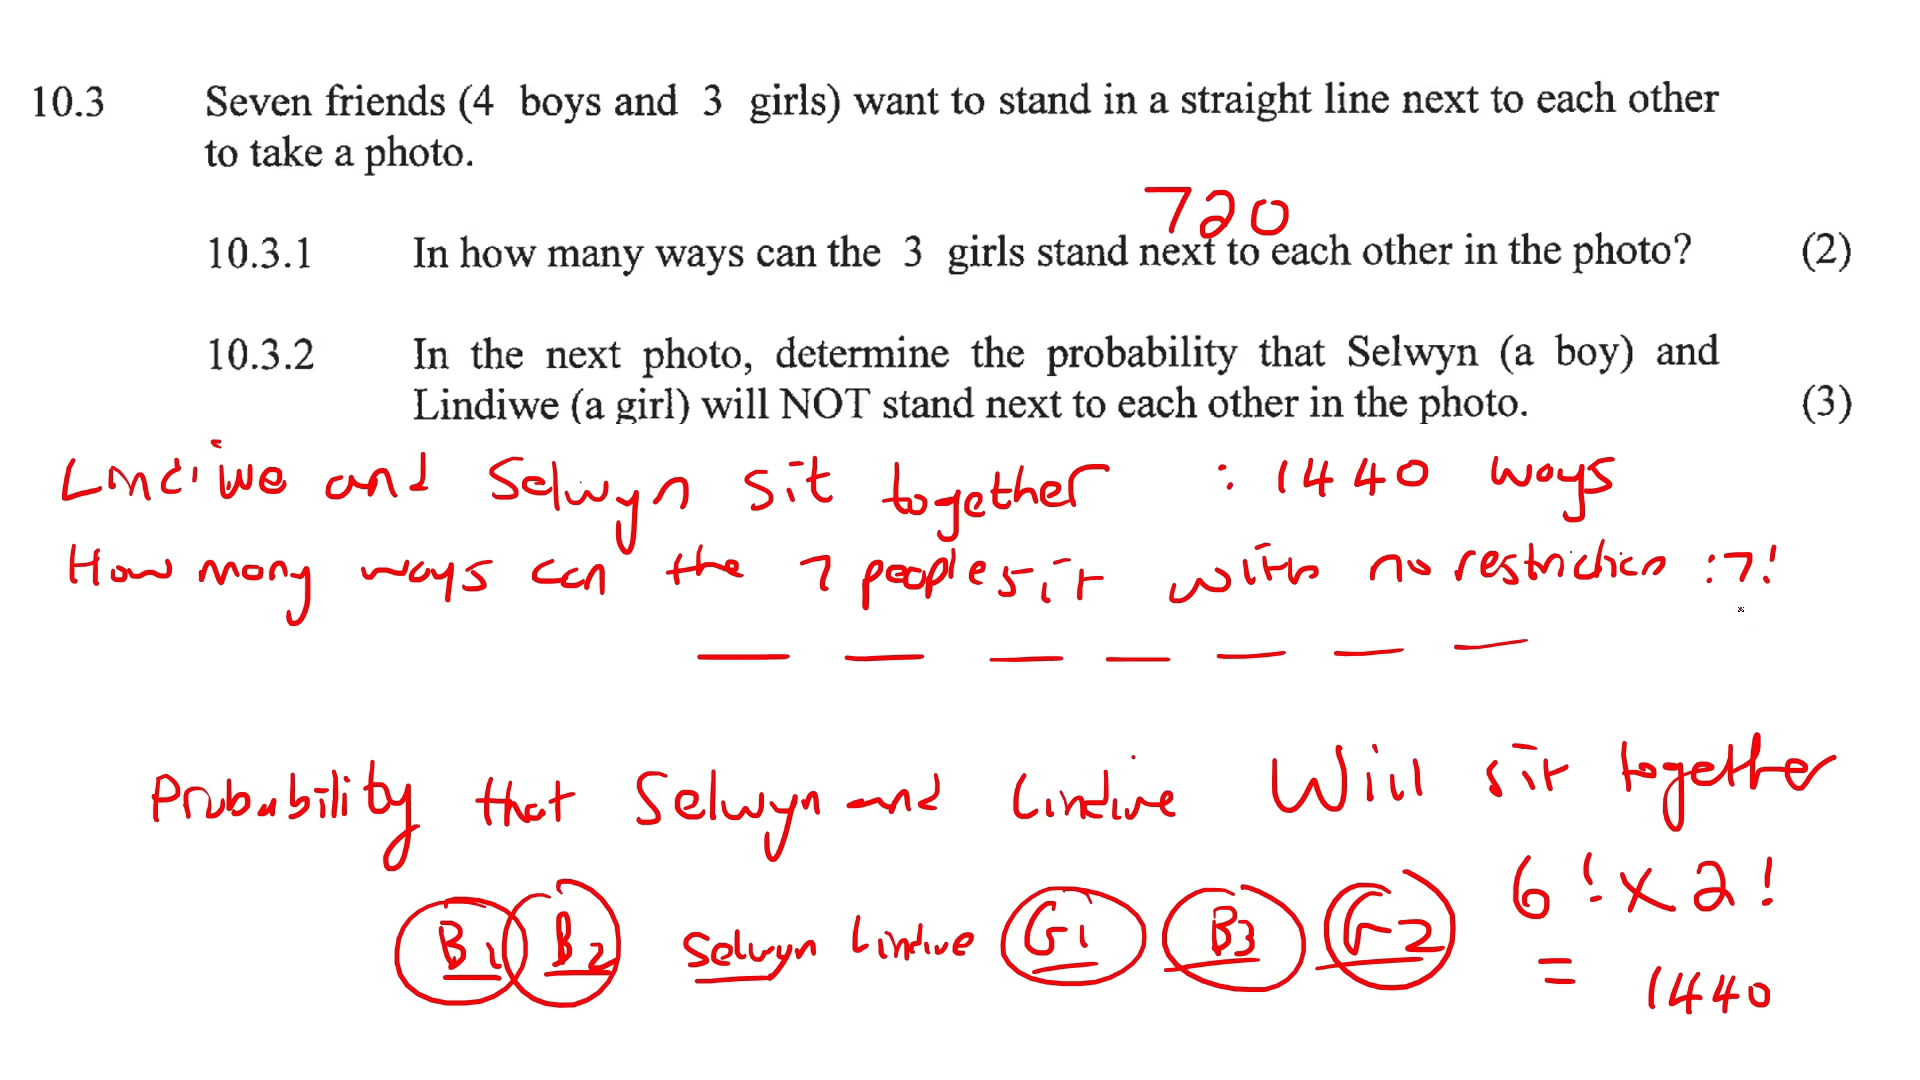 10.3 Seven friends (4 boys and 3 girls) want to stand in a straight line next to each other
to take a photo.
720
10.3.1 In how many ways can the 3 girls stand next to each other in the photo? (2)
10.3.2 In the next photo, determine the probability that Selwyn (a boy) and
Lindiwe (a girl) will NOT stand next to each other in the photo. (3)
Lindiwe and Selwyn sit together : 1440 ways
How many ways can the 7 people sit with no restriction : 7!
Probability that Selwyn and Lindiwe Will sit together
6! x 2!
B1 B2 Selwyn Lindiwe G1 B3 G2
= 1440